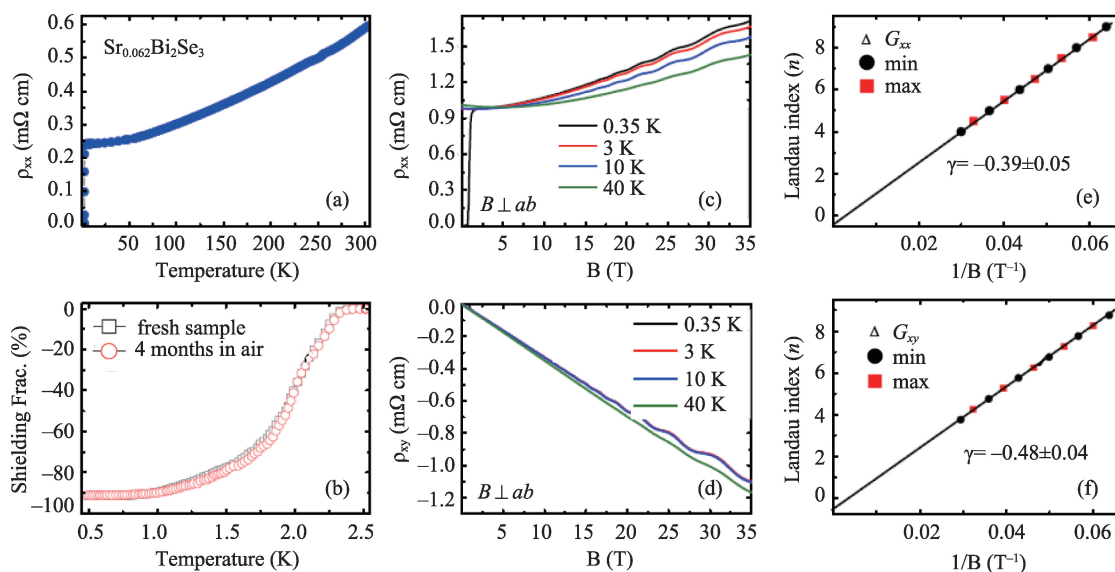 0.6
0.5
0.4
0.3
0.2
0.1
0.0
ρxx (mΩ cm)
Sr0.062Bi2Se3
(a)
50 100 150 200 250 300
Temperature (K)
1.5
1.2
0.9
0.6
0.3
0.0
ρxx (mΩ cm)
0.35 K
3 K
10 K
40 K
B ⊥ ab
(c)
5 10 15 20 25 30 35
B (T)
8
6
4
2
0
Landau index (n)
Δ Gxx
min
max
γ= –0.39±0.05
(e)
0.02 0.04 0.06
1/B (T⁻¹)
0
–20
–40
–60
–80
–100
Shielding Frac. (%)
fresh sample
4 months in air
(b)
0.5 1.0 1.5 2.0 2.5
Temperature (K)
0.0
–0.2
–0.4
–0.6
–0.8
–1.0
–1.2
ρxy (mΩ cm)
0.35 K
3 K
10 K
40 K
B ⊥ ab
(d)
0 5 10 15 20 25 30 35
B (T)
8
6
4
2
0
Landau index (n)
Δ Gxy
min
max
γ= –0.48±0.04
(f)
0.02 0.04 0.06
1/B (T⁻¹)